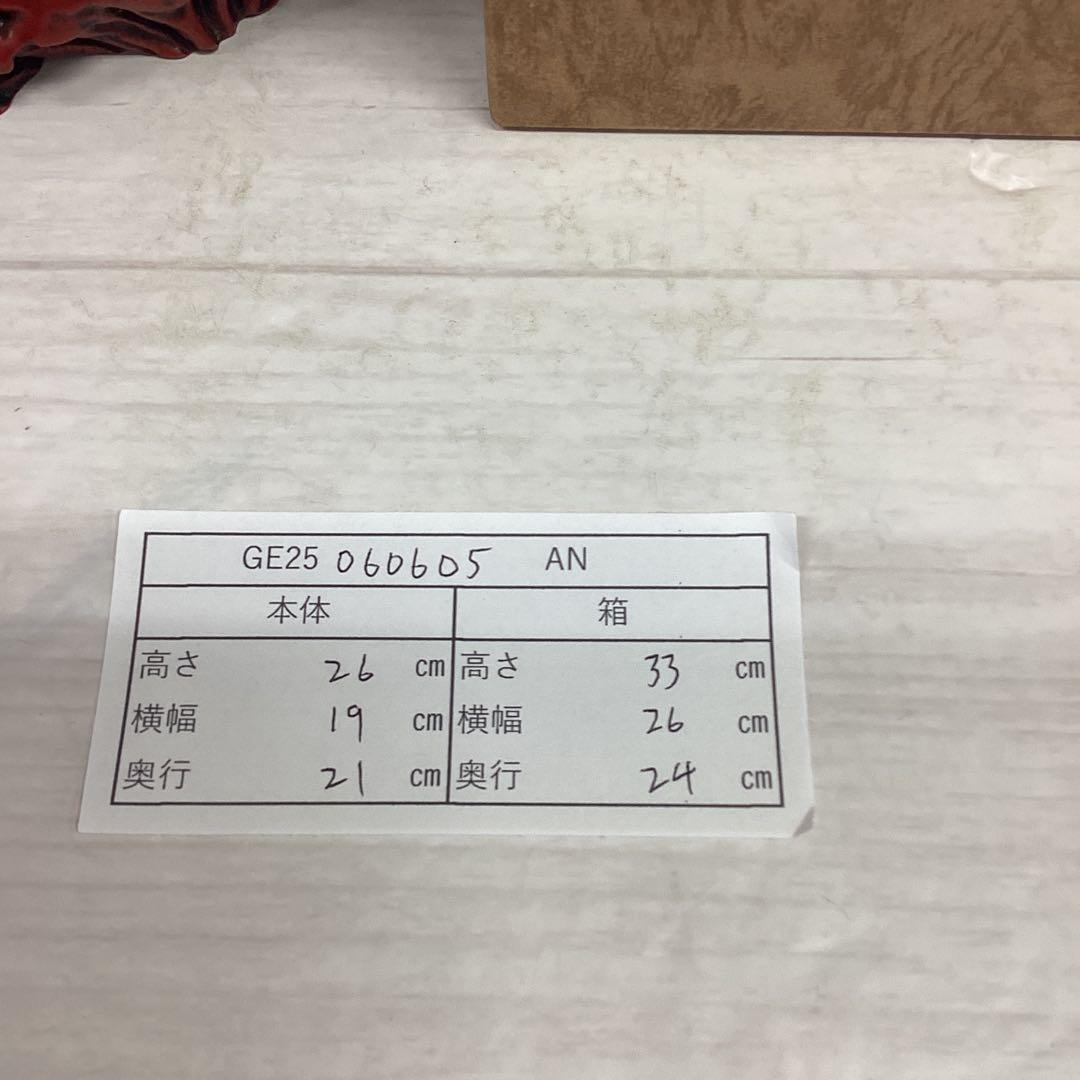 GE25 060605 AN
本体 箱
高さ 26 cm 高さ 33 cm
横幅 19 cm 横幅 26 cm
奥行 21 cm 奥行 24 cm